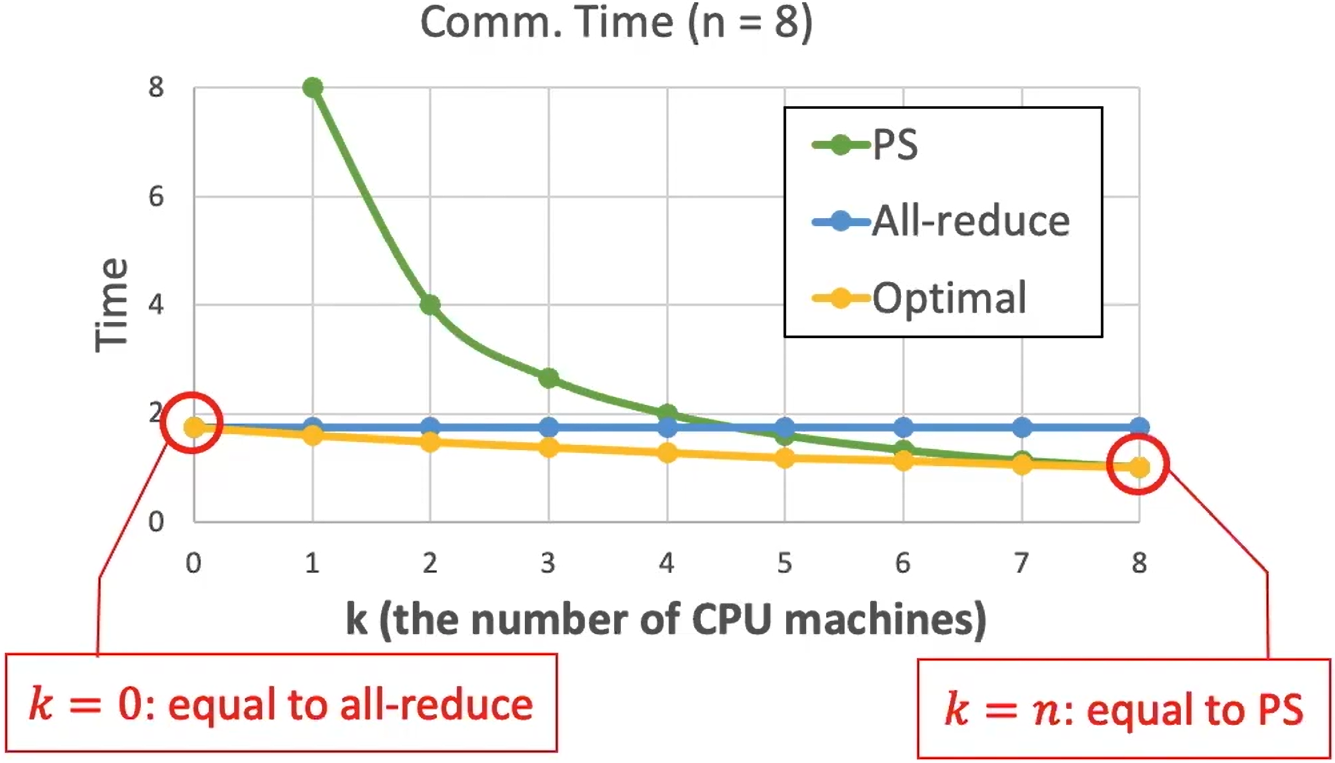 Comm. Time (n = 8)
8
6
4
2
0
Time
PS
All-reduce
Optimal
0 1 2 3 4 5 6 7 8
k (the number of CPU machines)
k = 0: equal to all-reduce
k = n: equal to PS